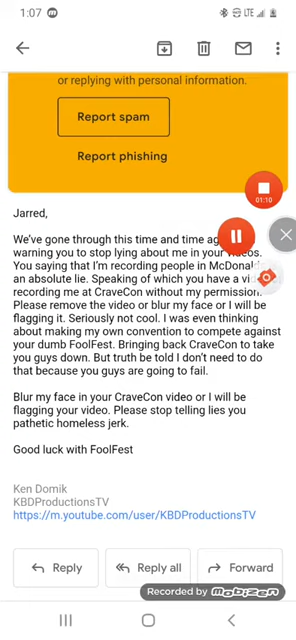 1:07
LTE
or replying with personal information.
Report spam
Report phishing
01:10
Jarred,
We've gone through this time and time ag
warning you to stop lying about me in your videos.
You saying that I'm recording people in McDonald
an absolute lie. Speaking of which you have a vid
recording me at CraveCon without my permission.
Please remove the video or blur my face or I will be
flagging it. Seriously not cool. I was even thinking
about making my own convention to compete against
your dumb FoolFest. Bringing back CraveCon to take
you guys down. But truth be told I don't need to do
that because you guys are going to fail.
Blur my face in your CraveCon video or I will be
flagging your video. Please stop telling lies you
pathetic homeless jerk.
Good luck with FoolFest
Ken Domik
KBDProductionsTV
https://m.youtube.com/user/KBDProductionsTV
Reply
Reply all
Forward
Recorded by mobizen